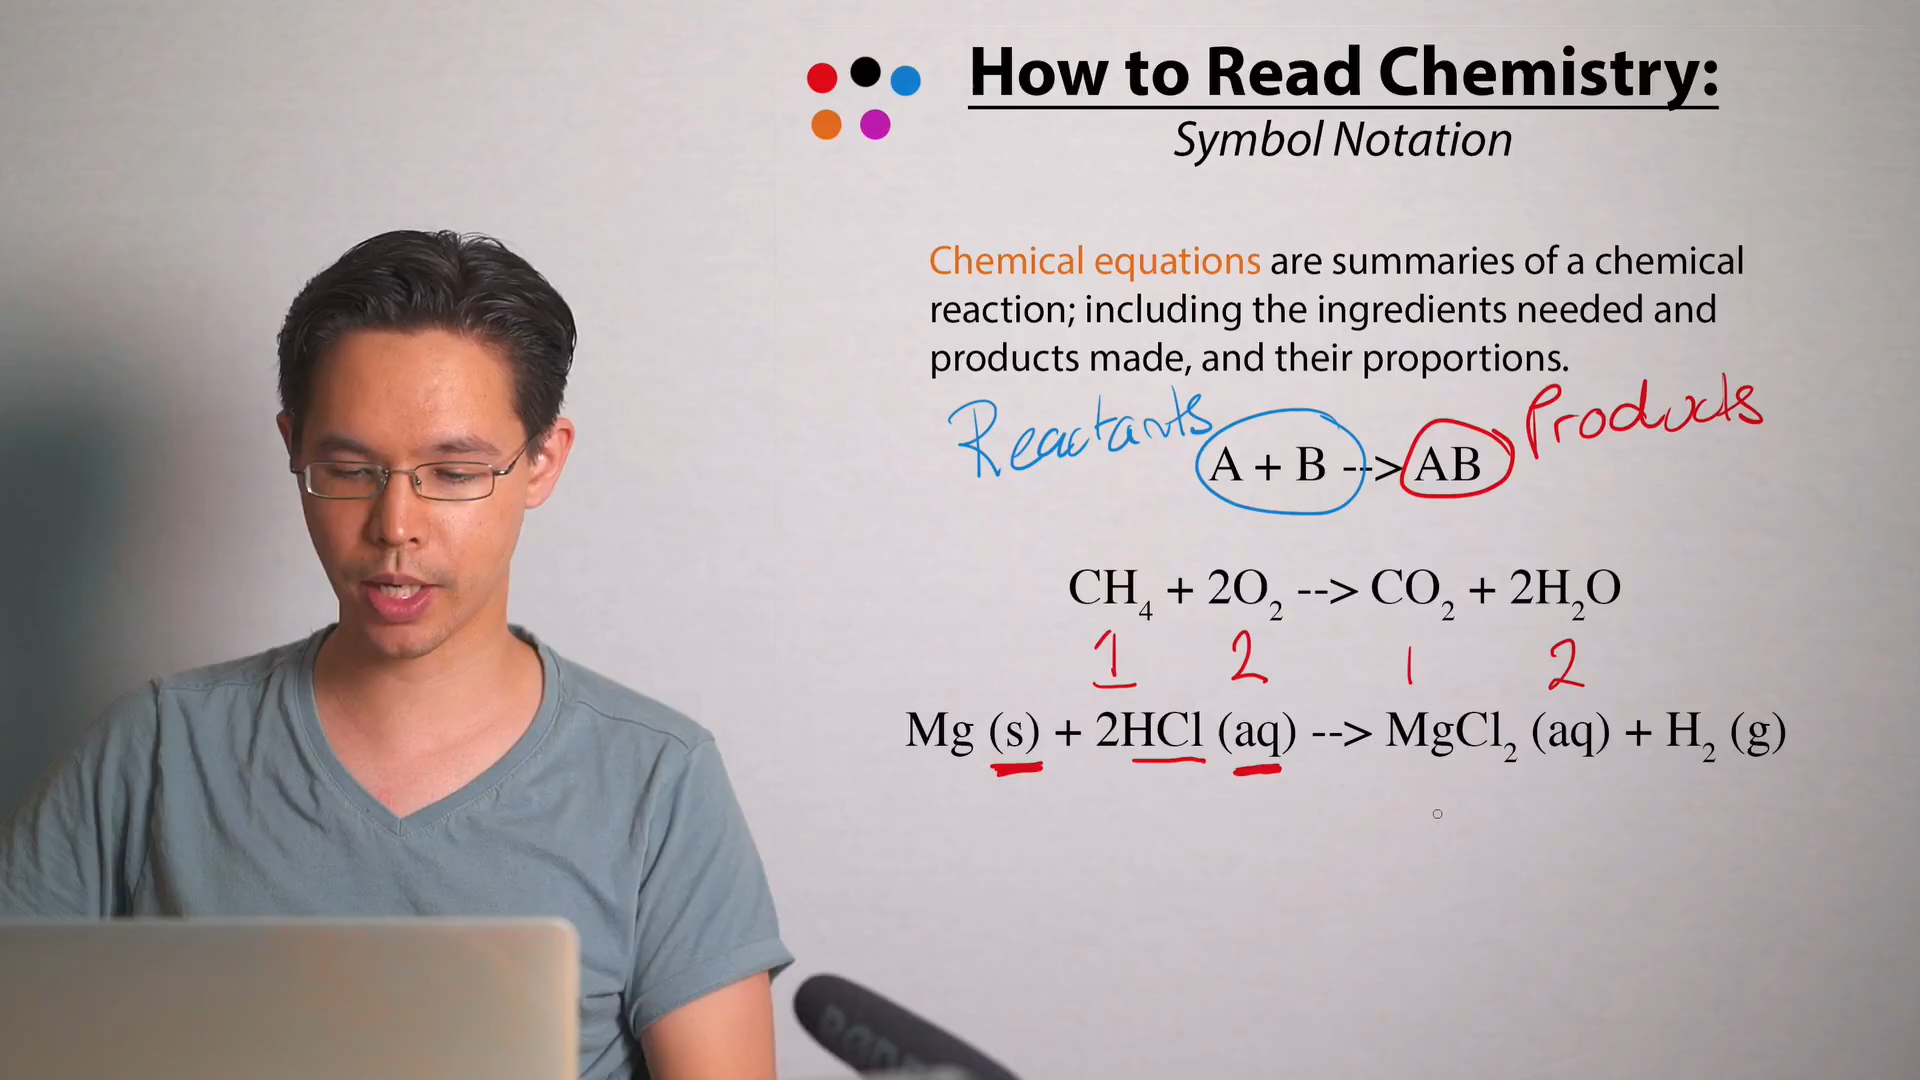 How to Read Chemistry:
Symbol Notation
Chemical equations are summaries of a chemical
reaction; including the ingredients needed and
products made, and their proportions.
Reactants A + B --> AB Products
CH₄ + 2O₂ --> CO₂ + 2H₂O
1 2 1 2
Mg (s) + 2HCl (aq) --> MgCl₂ (aq) + H₂ (g)